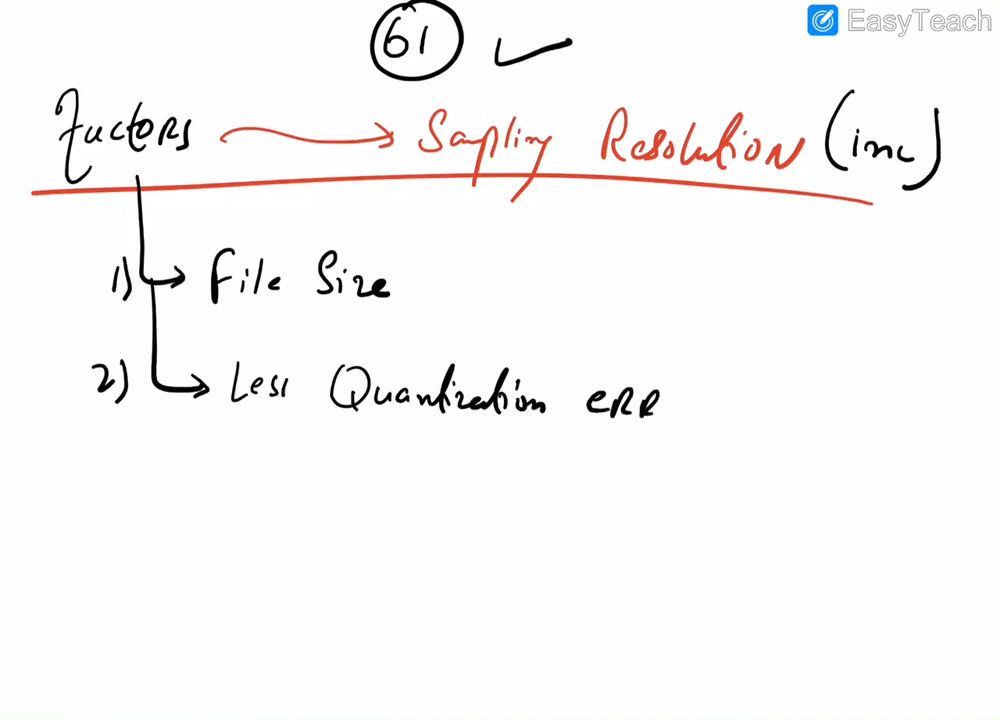 EasyTeach
61
Factors → Sampling Resolution (inc)
1) → File Size
2) → Less Quantization eRR